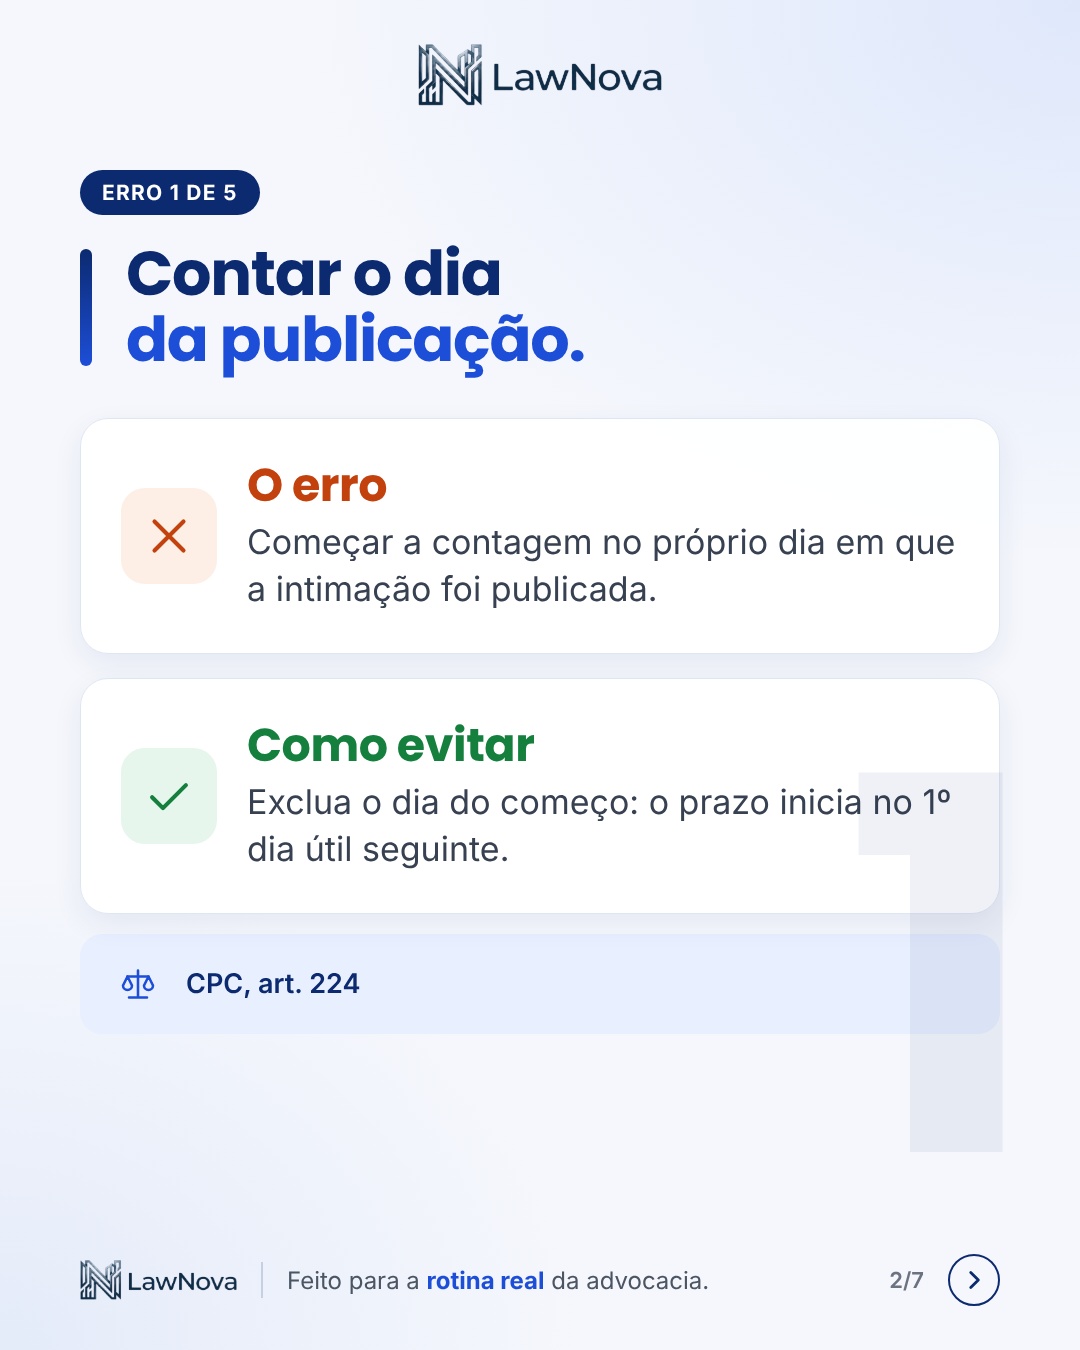 LawNova
ERRO 1 DE 5
Contar o dia
da publicação.
O erro
Começar a contagem no próprio dia em que
a intimação foi publicada.
Como evitar
Exclua o dia do começo: o prazo inicia no 1º
dia útil seguinte.
1
CPC, art. 224
LawNova
Feito para a rotina real da advocacia.
2/7